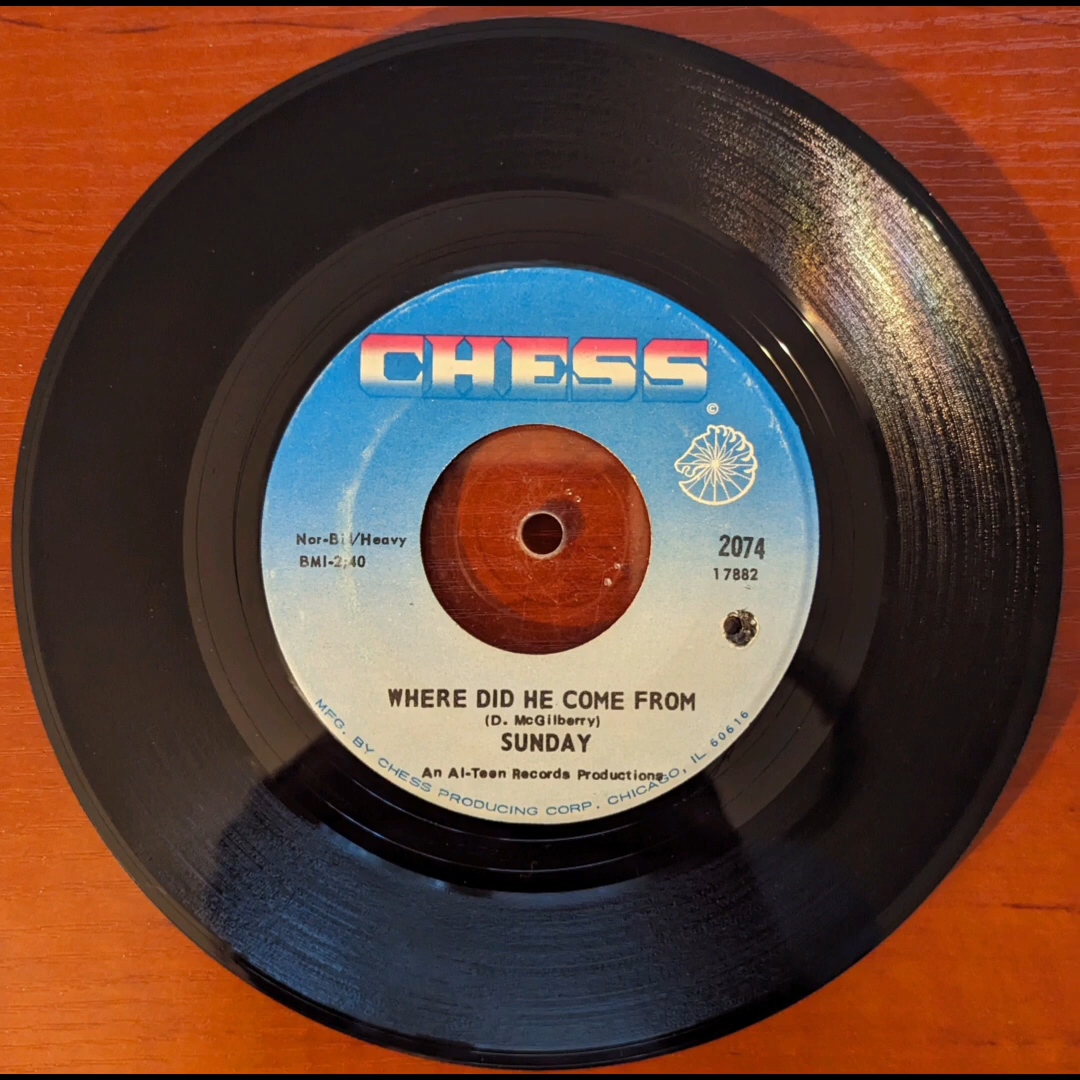 CHESS
©
Nor-Bil/Heavy
BMI-2;40
2074
17882
WHERE DID HE COME FROM
(D. McGilberry)
SUNDAY
An Al-Teen Records Productions
MFG. BY CHESS PRODUCING CORP. CHICAGO, IL 60616